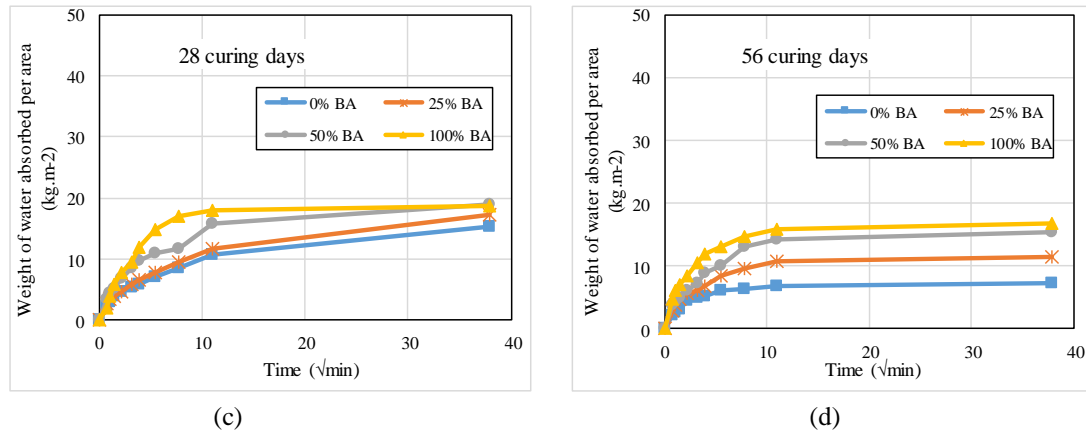 28 curing days
Weight of water absorbed per area
(kg.m-2)
50
40
30
20
10
0
0% BA 25% BA
50% BA 100% BA
0 10 20 30 40
Time (√min)
(c)
56 curing days
Weight of water absorbed per area
(kg.m-2)
50
40
30
20
10
0
0% BA 25% BA
50% BA 100% BA
0 10 20 30 40
Time (√min)
(d)